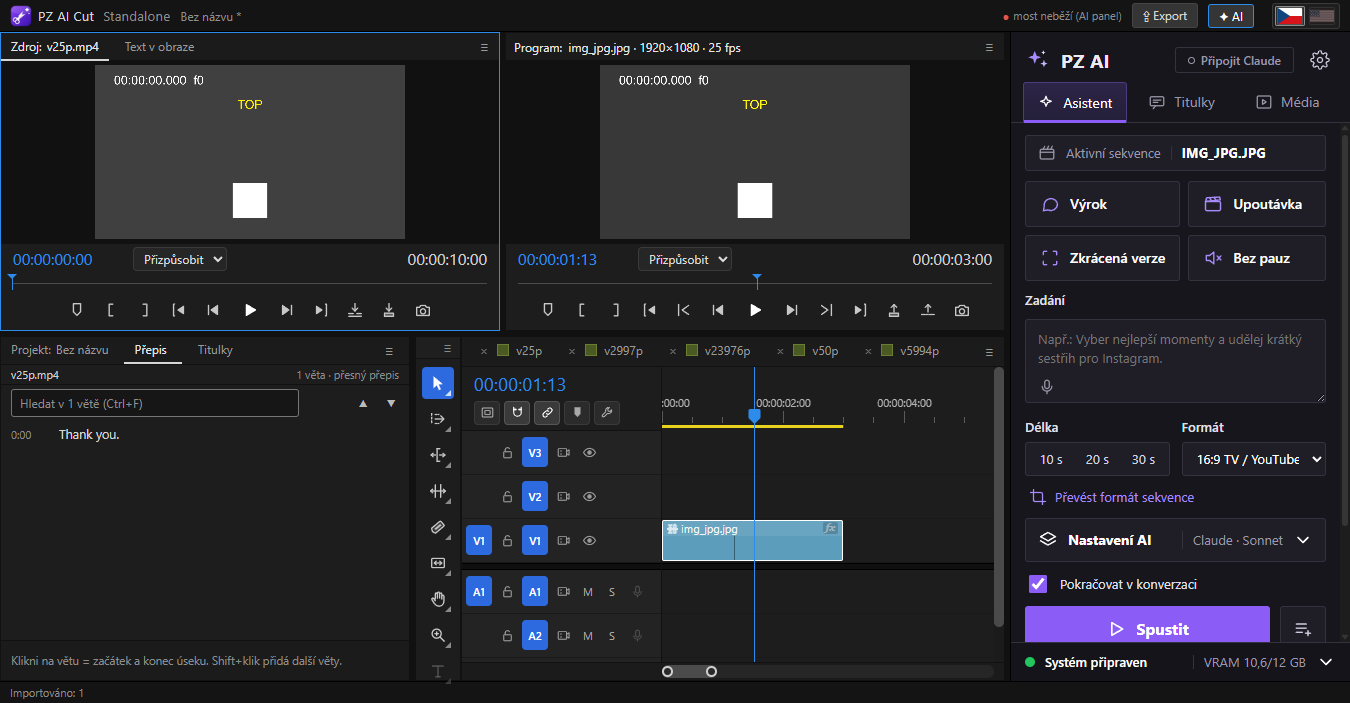 PZ AI Cut Standalone Bez názvu *
most neběží (AI panel) Export AI
Zdroj: v25p.mp4 Text v obraze
00:00:00.000 f0
TOP
00:00:00:00 Přizpůsobit 00:00:10:00
Program: img_jpg.jpg · 1920×1080 · 25 fps
00:00:00.000 f0
TOP
00:00:01:13 Přizpůsobit 00:00:03:00
Projekt: Bez názvu Přepis Titulky
v25p.mp4 1 věta · přesný přepis
Hledat v 1 větě (Ctrl+F)
0:00 Thank you.
Klikni na větu = začátek a konec úseku. Shift+klik přidá další věty.
× v25p × v2997p × v23976p × v50p × v5994p
00:00:01:13
:00:00 00:00:02:00 00:00:04:00
V3
V2
V1 V1
img_jpg.jpg fx
A1 A1 M S
A2 M S
PZ AI Připojit Claude
Asistent Titulky Média
Aktivní sekvence IMG_JPG.JPG
Výrok Upoutávka
Zkrácená verze Bez pauz
Zadání
Např.: Vyber nejlepší momenty a udělej krátký
sestřih pro Instagram.
Délka Formát
10 s 20 s 30 s 16:9 TV / YouTube
Převést formát sekvence
Nastavení AI Claude · Sonnet
Pokračovat v konverzaci
Spustit
Systém připraven VRAM 10,6/12 GB
Importováno: 1